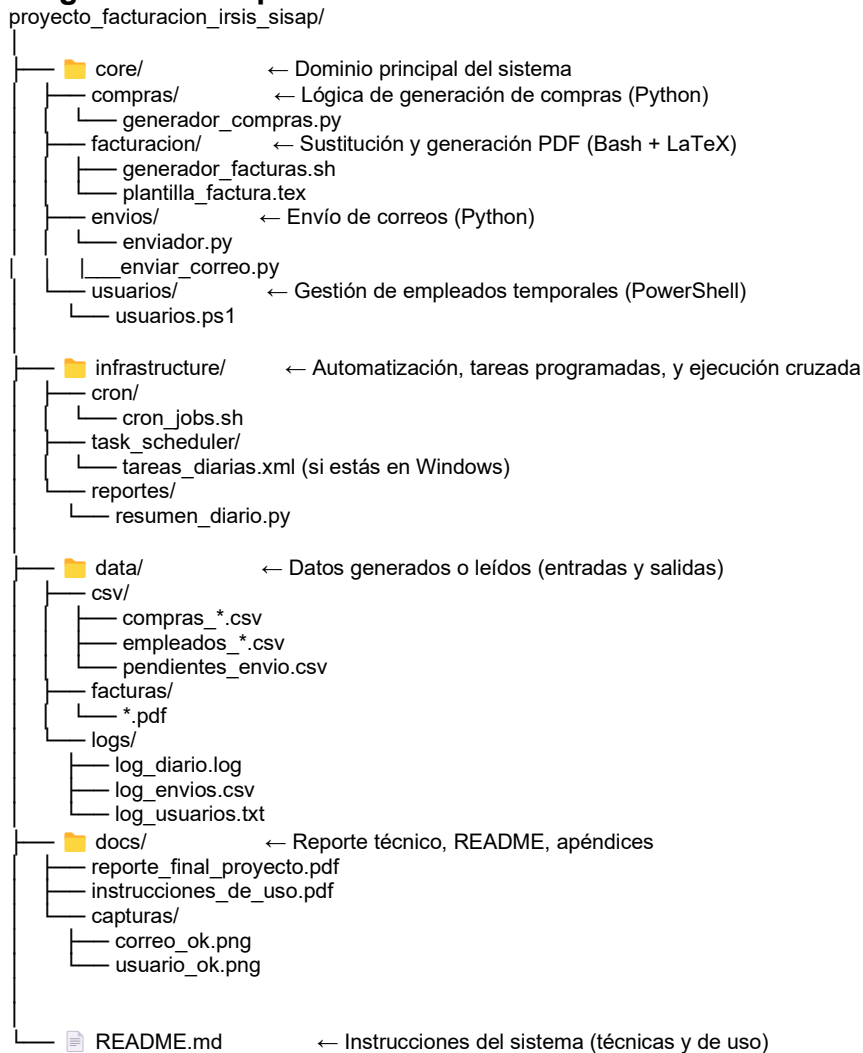 proyecto_facturacion_irsis_sisap/
│
├── 📁 core/ ← Dominio principal del sistema
│ ├── compras/ ← Lógica de generación de compras (Python)
│ │ └── generador_compras.py
│ ├── facturacion/ ← Sustitución y generación PDF (Bash + LaTeX)
│ │ ├── generador_facturas.sh
│ │ └── plantilla_factura.tex
│ ├── envios/ ← Envío de correos (Python)
│ │ └── enviador.py
| | |___enviar_correo.py
│ └── usuarios/ ← Gestión de empleados temporales (PowerShell)
│ └── usuarios.ps1
│
├── 📁 infrastructure/ ← Automatización, tareas programadas, y ejecución cruzada
│ ├── cron/
│ │ └── cron_jobs.sh
│ ├── task_scheduler/
│ │ └── tareas_diarias.xml (si estás en Windows)
│ └── reportes/
│ └── resumen_diario.py
│
├── 📁 data/ ← Datos generados o leídos (entradas y salidas)
│ ├── csv/
│ │ ├── compras_*.csv
│ │ ├── empleados_*.csv
│ │ └── pendientes_envio.csv
│ ├── facturas/
│ │ └── *.pdf
│ └── logs/
│ ├── log_diario.log
│ ├── log_envios.csv
│ └── log_usuarios.txt
├── 📁 docs/ ← Reporte técnico, README, apéndices
│ ├── reporte_final_proyecto.pdf
│ ├── instrucciones_de_uso.pdf
│ └── capturas/
│ ├── correo_ok.png
│ └── usuario_ok.png
│
│
└── 📄 README.md ← Instrucciones del sistema (técnicas y de uso)